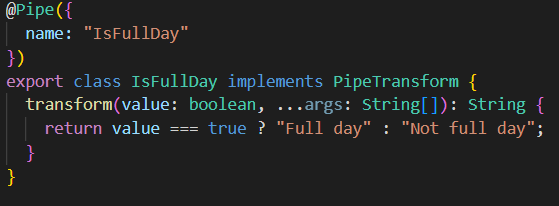 @Pipe({
  name: "IsFullDay"
})
export class IsFullDay implements PipeTransform {
  transform(value: boolean, ...args: String[]): String {
    return value === true ? "Full day" : "Not full day";
  }
}